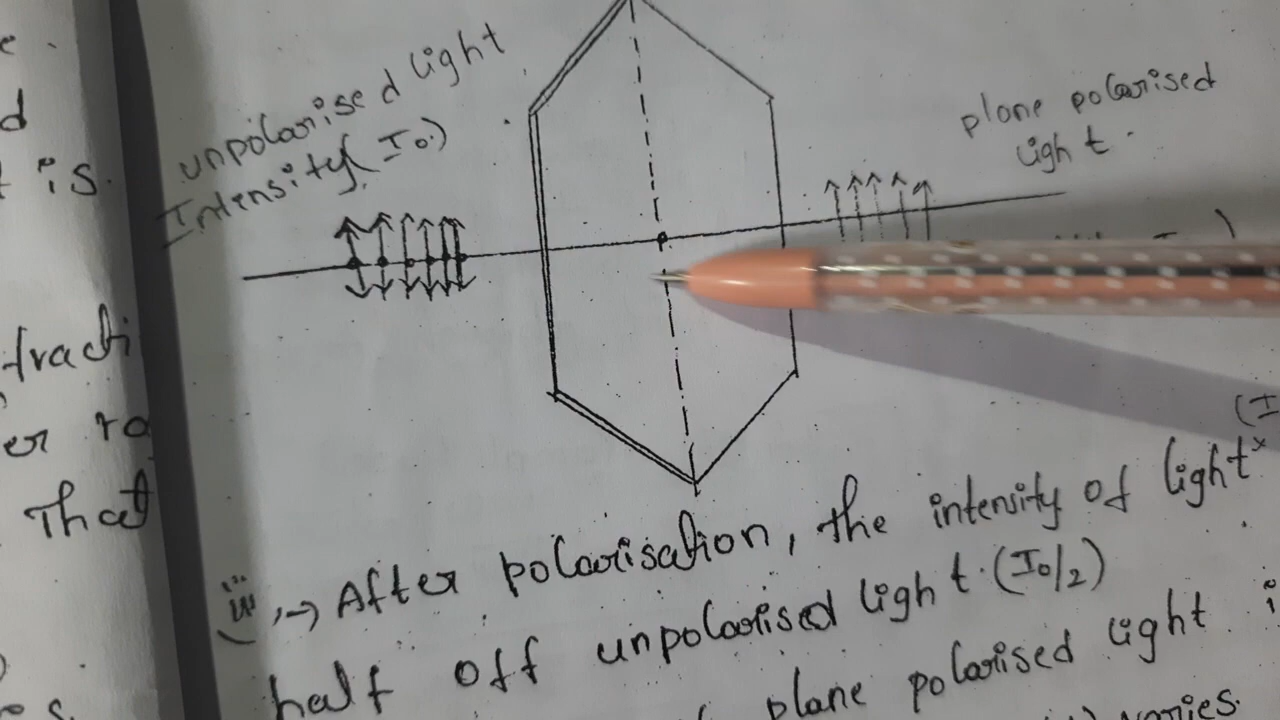 unpolarised light
Intensity (I0)
plane polarised
light.
is.
d
er
That
(iii) → After polarisation, the intensity of light
half off unpolarised light. (I0/2)
plane polarised light
varies.